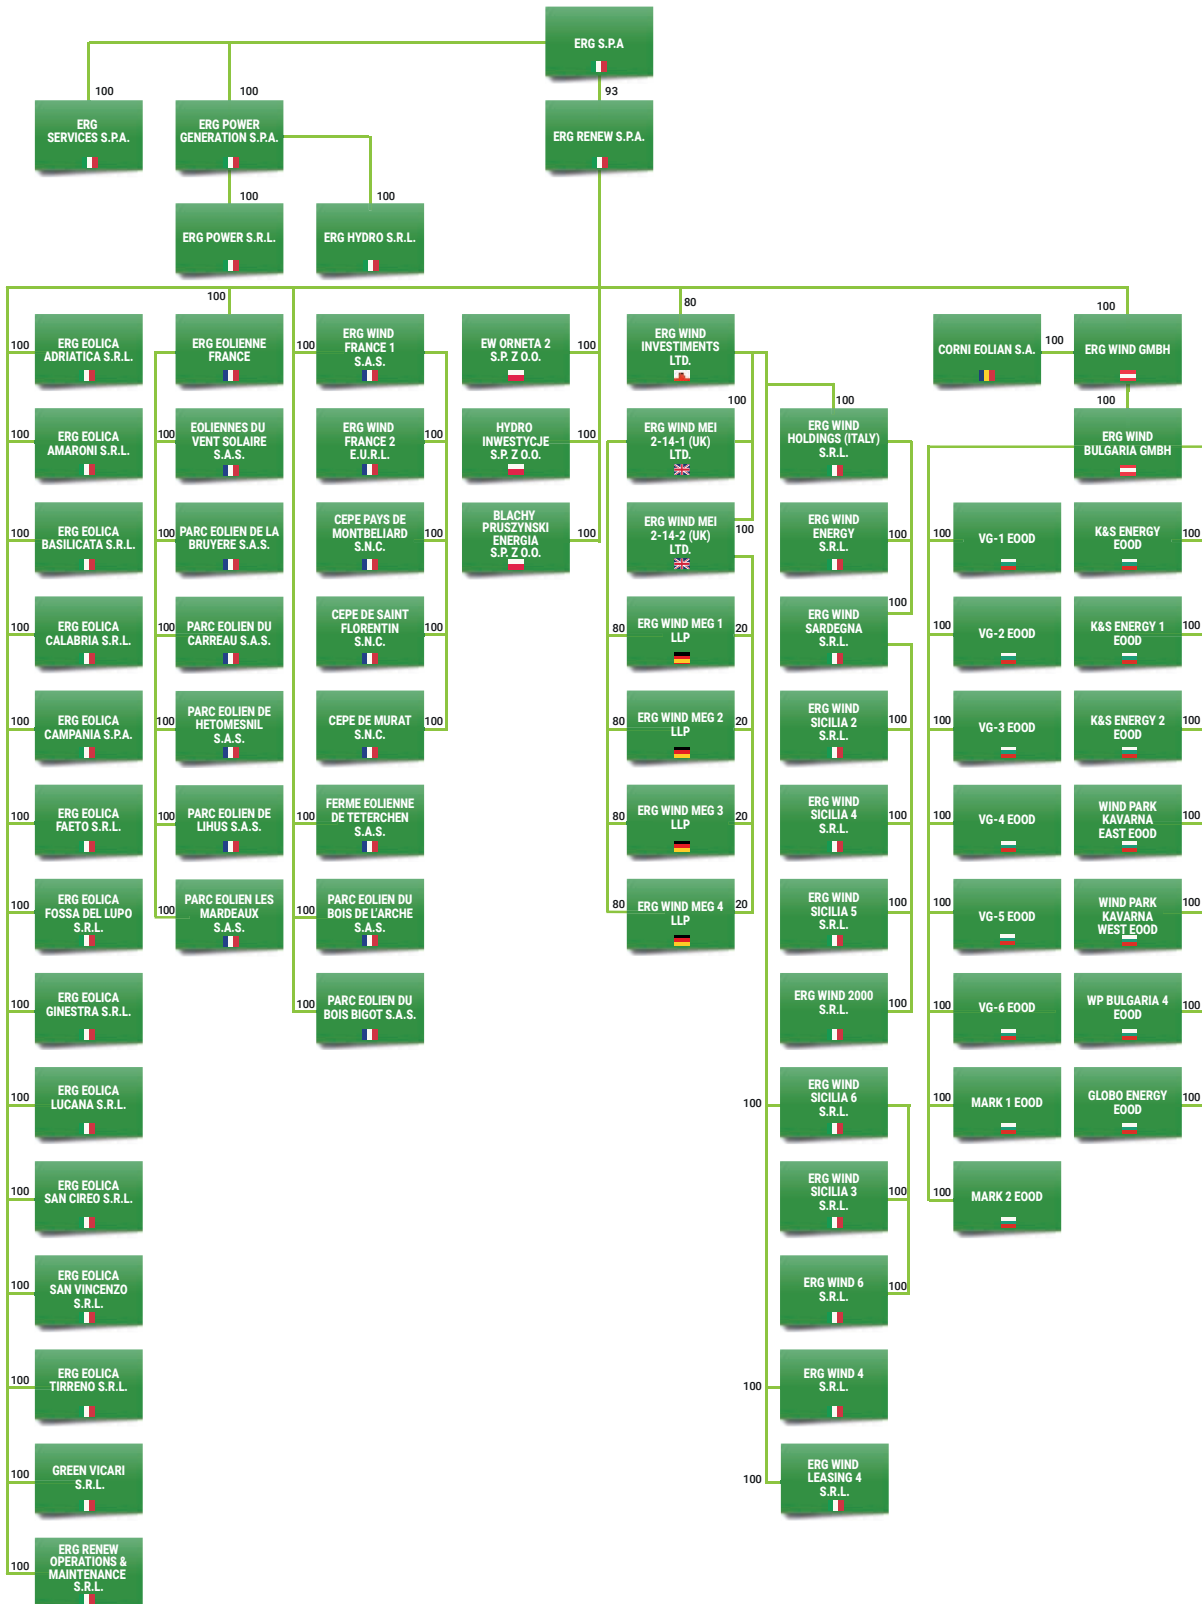 ERG S.P.A
100
100
93
ERG
SERVICES S.P.A.
ERG POWER
GENERATION S.P.A.
ERG RENEW S.P.A.
100
100
ERG POWER S.R.L.
ERG HYDRO S.R.L.
100
80
100
100
ERG EOLICA
ADRIATICA S.R.L.
ERG EOLIENNE
FRANCE
100
ERG WIND
FRANCE 1
S.A.S.
EW ORNETA 2
S.P. Z O.O.
100
ERG WIND
INVESTIMENTS
LTD.
CORNI EOLIAN S.A.
100
ERG WIND GMBH
100
100
100
100
ERG EOLICA
AMARONI S.R.L.
100
EOLIENNES DU
VENT SOLAIRE
S.A.S.
ERG WIND
FRANCE 2
E.U.R.L.
100
HYDRO
INWESTYCJE
S.P. Z O.O.
100
ERG WIND MEI
2-14-1 (UK)
LTD.
ERG WIND
HOLDINGS (ITALY)
S.R.L.
ERG WIND
BULGARIA GMBH
100
ERG EOLICA
BASILICATA S.R.L.
100
PARC EOLIEN DE LA
BRUYERE S.A.S.
CEPE PAYS DE
MONTBELIARD
S.N.C.
100
BLACHY
PRUSZYNSKI
ENERGIA
S.P. Z O.O.
100
ERG WIND MEI
2-14-2 (UK)
LTD.
100
ERG WIND
ENERGY
S.R.L.
100
100
VG-1 EOOD
K&S ENERGY
EOOD
100
100
ERG EOLICA
CALABRIA S.R.L.
100
PARC EOLIEN DU
CARREAU S.A.S.
CEPE DE SAINT
FLORENTIN
S.N.C.
100
80
ERG WIND MEG 1
LLP
20
ERG WIND
SARDEGNA
S.R.L.
100
100
VG-2 EOOD
K&S ENERGY 1
EOOD
100
100
ERG EOLICA
CAMPANIA S.P.A.
100
PARC EOLIEN DE
HETOMESNIL
S.A.S.
CEPE DE MURAT
S.N.C.
100
80
ERG WIND MEG 2
LLP
20
ERG WIND
SICILIA 2
S.R.L.
100
100
VG-3 EOOD
K&S ENERGY 2
EOOD
100
100
ERG EOLICA
FAETO S.R.L.
100
PARC EOLIEN DE
LIHUS S.A.S.
100
FERME EOLIENNE
DE TETERCHEN
S.A.S.
80
ERG WIND MEG 3
LLP
20
ERG WIND
SICILIA 4
S.R.L.
100
100
VG-4 EOOD
WIND PARK
KAVARNA
EAST EOOD
100
100
ERG EOLICA
FOSSA DEL LUPO
S.R.L.
100
PARC EOLIEN LES
MARDEAUX
S.A.S.
100
PARC EOLIEN DU
BOIS DE L'ARCHE
S.A.S.
80
ERG WIND MEG 4
LLP
20
ERG WIND
SICILIA 5
S.R.L.
100
100
VG-5 EOOD
WIND PARK
KAVARNA
WEST EOOD
100
100
ERG EOLICA
GINESTRA S.R.L.
100
PARC EOLIEN DU
BOIS BIGOT S.A.S.
ERG WIND 2000
S.R.L.
100
100
VG-6 EOOD
WP BULGARIA 4
EOOD
100
100
ERG EOLICA
LUCANA S.R.L.
100
ERG WIND
SICILIA 6
S.R.L.
100
MARK 1 EOOD
GLOBO ENERGY
EOOD
100
100
ERG EOLICA
SAN CIREO S.R.L.
ERG WIND
SICILIA 3
S.R.L.
100
100
MARK 2 EOOD
100
ERG EOLICA
SAN VINCENZO
S.R.L.
ERG WIND 6
S.R.L.
100
100
ERG EOLICA
TIRRENO S.R.L.
100
ERG WIND 4
S.R.L.
100
GREEN VICARI
S.R.L.
100
ERG WIND
LEASING 4
S.R.L.
100
ERG RENEW
OPERATIONS &
MAINTENANCE
S.R.L.